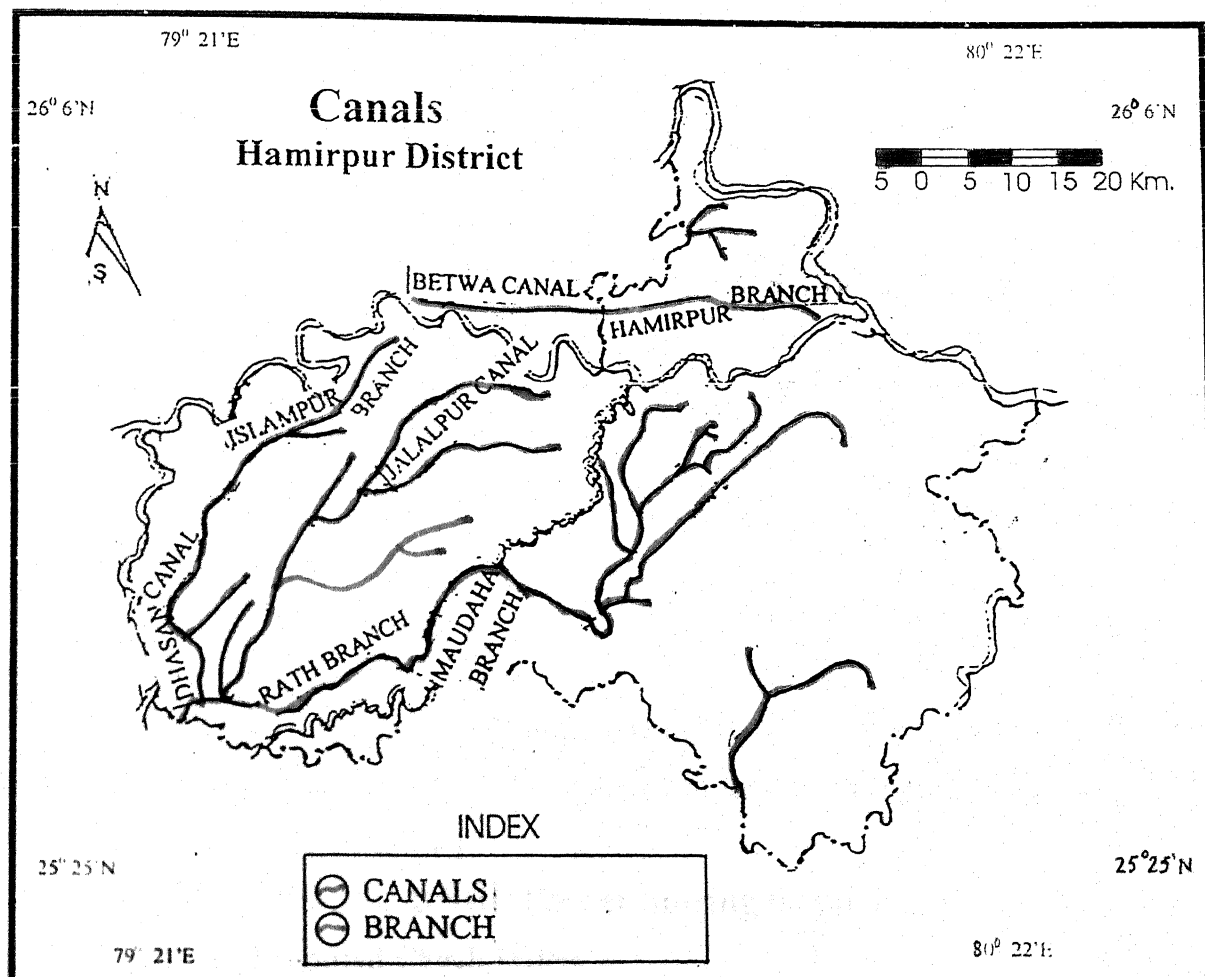 79° 21'E
80° 22'E
26° 6'N
Canals
26° 6'N
Hamirpur District
5 0 5 10 15 20 Km.
N
S
BETWA CANAL
BRANCH
HAMIRPUR
ISLAMPUR
BRANCH
JALALPUR CANAL
DHASAN CANAL
RATH BRANCH
MAUDAHA
BRANCH
INDEX
25° 25'N
25° 25'N
CANALS
BRANCH
79° 21'E
80° 22'E